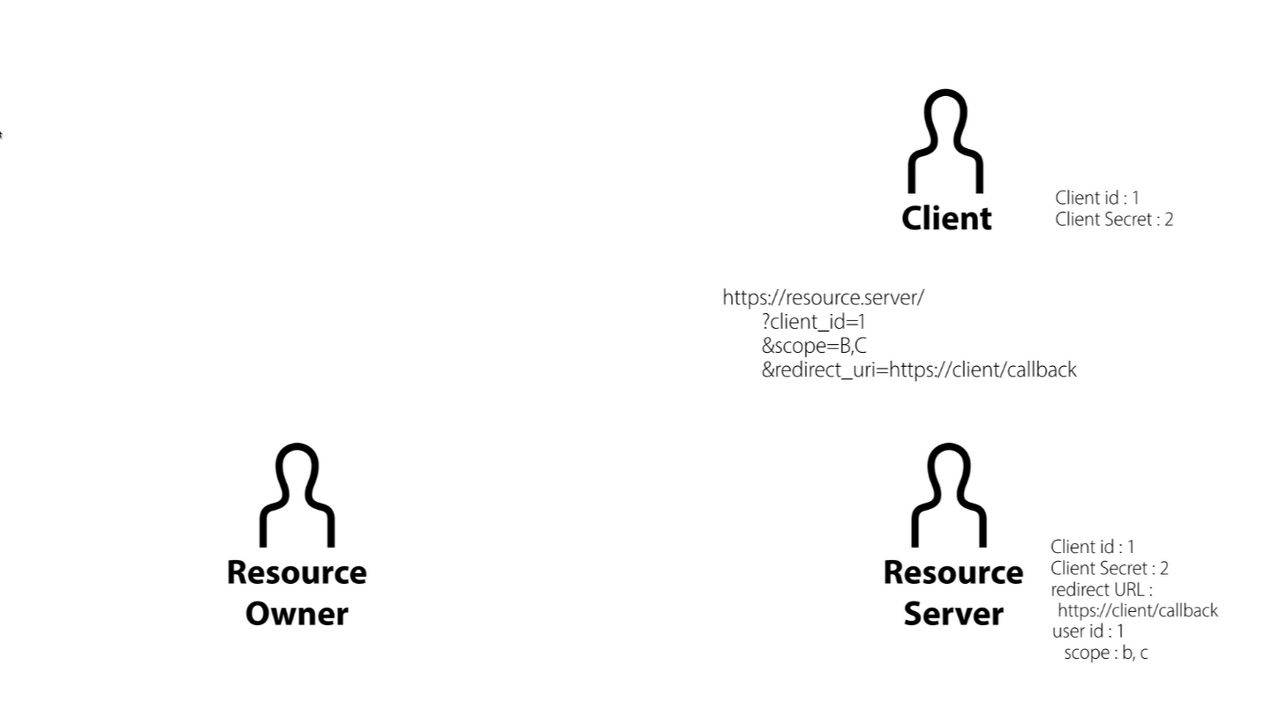 Client
Client id : 1
Client Secret : 2
https://resource.server/
?client_id=1
&scope=B,C
&redirect_uri=https://client/callback
Resource
Owner
Resource
Server
Client id : 1
Client Secret : 2
redirect URL :
https://client/callback
user id : 1
scope : b, c